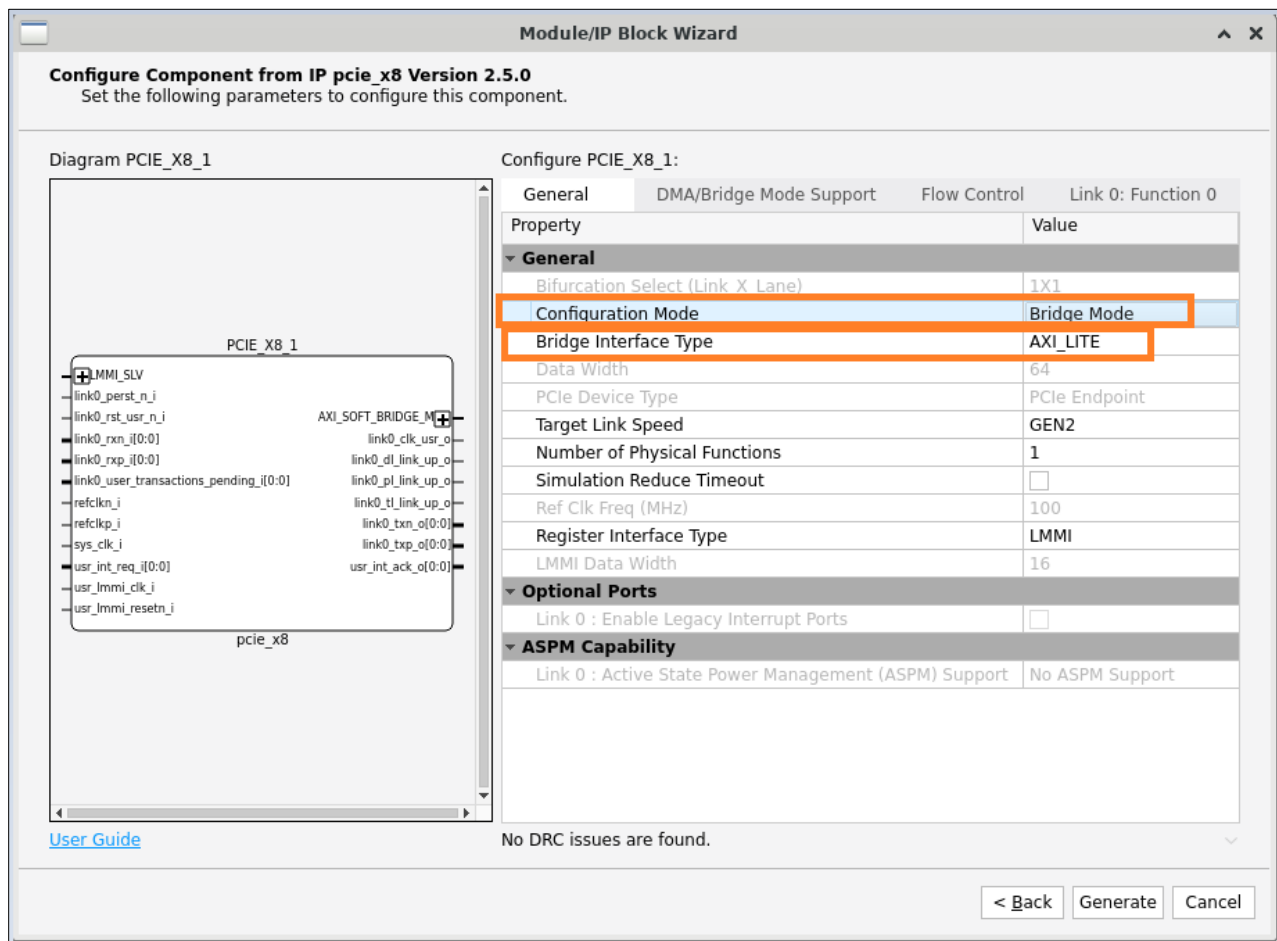 Module/IP Block Wizard
Configure Component from IP pcie_x8 Version 2.5.0
Set the following parameters to configure this component.
Diagram PCIE_X8_1
PCIE_X8_1
LMMI_SLV
link0_perst_n_i
link0_rst_usr_n_i
link0_rxn_i[0:0]
link0_rxp_i[0:0]
link0_user_transactions_pending_i[0:0]
refclkn_i
refclkp_i
sys_clk_i
usr_int_req_i[0:0]
usr_lmmi_clk_i
usr_lmmi_resetn_i
AXI_SOFT_BRIDGE_M
link0_clk_usr_o
link0_dl_link_up_o
link0_pl_link_up_o
link0_tl_link_up_o
link0_txn_o[0:0]
link0_txp_o[0:0]
usr_int_ack_o[0:0]
pcie_x8
User Guide
Configure PCIE_X8_1:
General DMA/Bridge Mode Support Flow Control Link 0: Function 0
Property Value
General
Bifurcation Select (Link_X_Lane) 1X1
Configuration Mode Bridge Mode
Bridge Interface Type AXI_LITE
Data Width 64
PCIe Device Type PCIe Endpoint
Target Link Speed GEN2
Number of Physical Functions 1
Simulation Reduce Timeout
Ref Clk Freq (MHz) 100
Register Interface Type LMMI
LMMI Data Width 16
Optional Ports
Link 0 : Enable Legacy Interrupt Ports
ASPM Capability
Link 0 : Active State Power Management (ASPM) Support No ASPM Support
No DRC issues are found.
< Back Generate Cancel